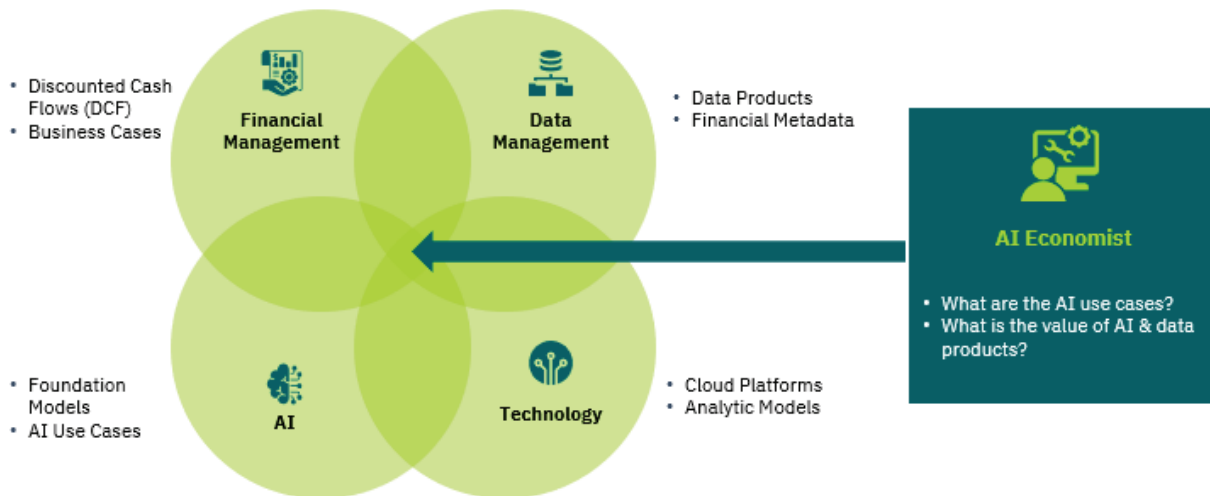 • Discounted Cash
Flows (DCF)
• Business Cases
Financial
Management
Data
Management
• Data Products
• Financial Metadata
AI Economist
• What are the AI use cases?
• What is the value of AI & data
products?
• Foundation
Models
• AI Use Cases
AI
Technology
• Cloud Platforms
• Analytic Models